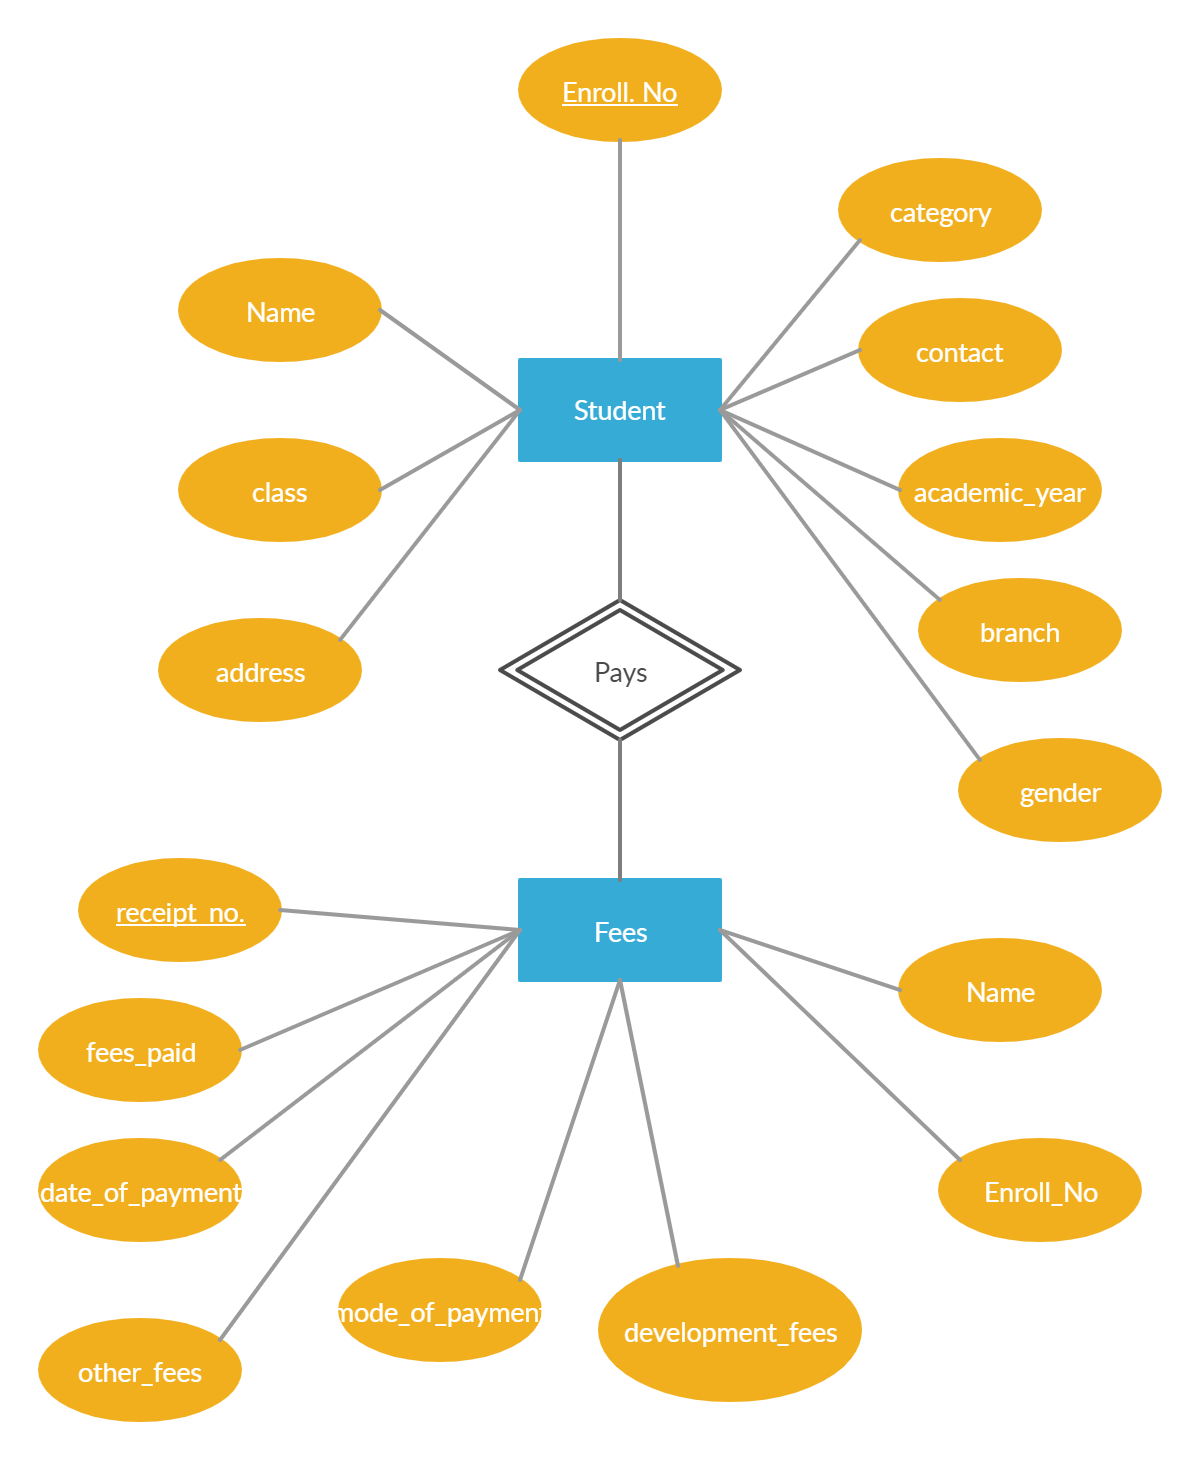 Enroll. No
category
Name
contact
Student
class
academic_year
branch
address
Pays
gender
receipt_no.
Fees
Name
fees_paid
date_of_payment
Enroll_No
mode_of_payment
development_fees
other_fees